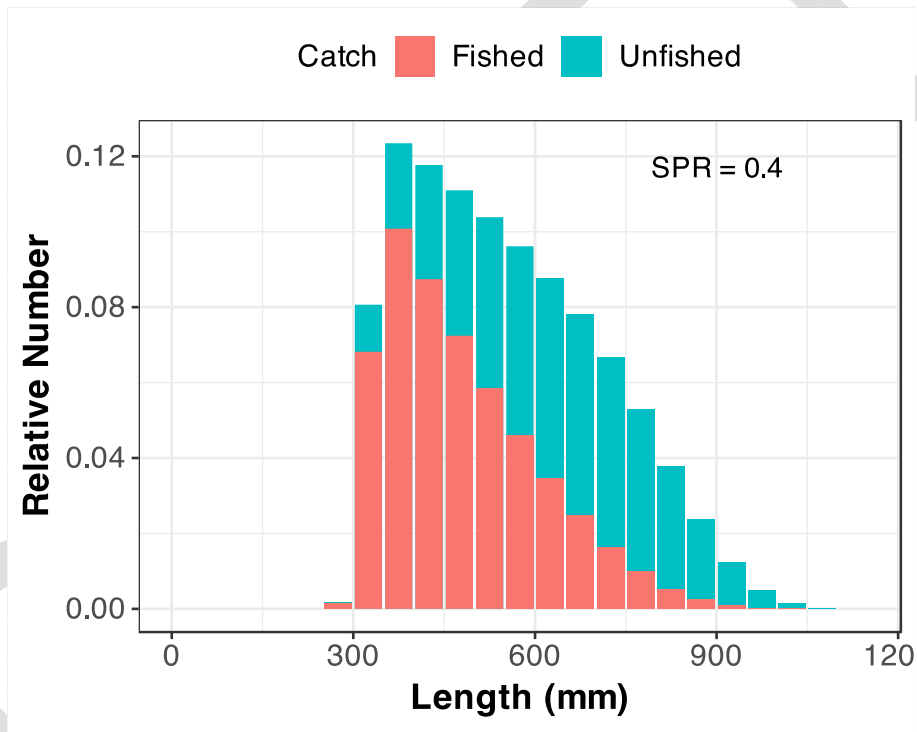 Catch Fished Unfished
SPR = 0.4
0.12
0.08
0.04
0.00
Relative Number
0 300 600 900 120
Length (mm)